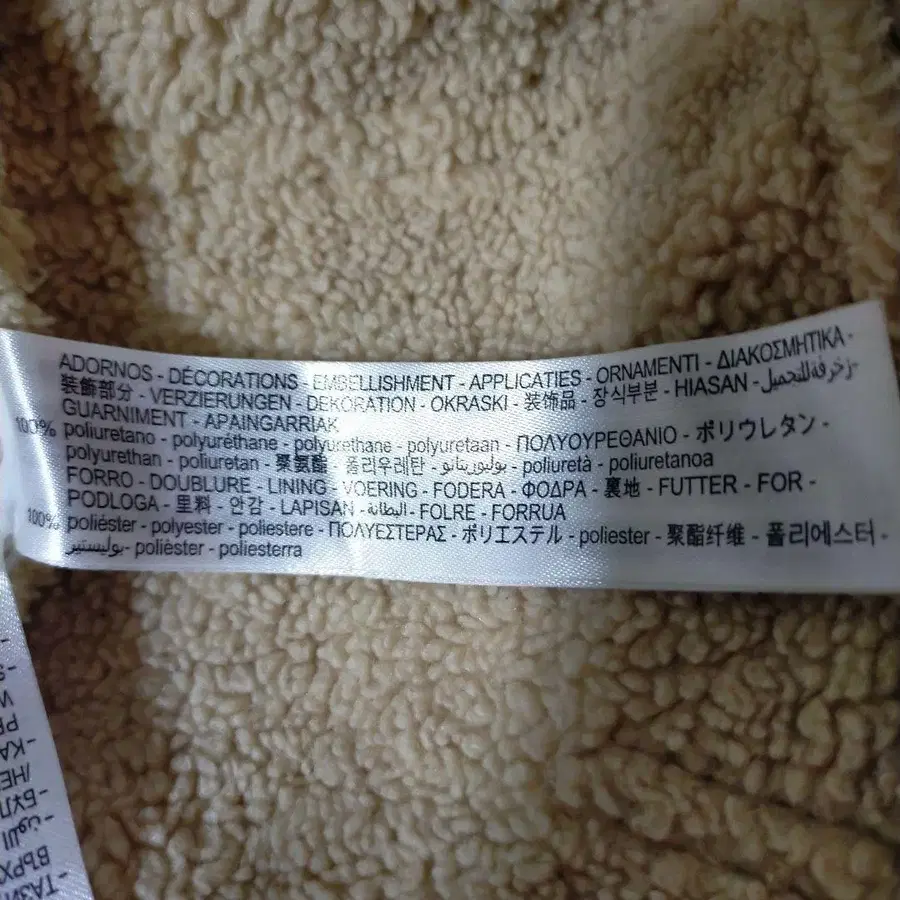 ADORNOS - DÉCORATIONS - EMBELLISHMENT - APPLICATIES - ORNAMENTI - ΔΙΑΚΟΣΜΗΤΙΚΑ -
装飾部分 - VERZIERUNGEN - DEKORATION - OKRASKI - 装饰品 - 장식부분 - HIASAN - زخرفة للتجميل -
GUARNIMENT - APAINGARRIAK
100% poliuretano - polyuréthane - polyurethane - polyurethaan - ΠΟΛΥΟΥΡΕΘΑΝΙΟ - ポリウレタン -
polyurethan - poliuretan - 聚氨酯 - 폴리우레탄 - بوليوريتانو - poliuretà - poliuretanoa
FORRO - DOUBLURE - LINING - VOERING - FODERA - ΦΟΔΡΑ - 裏地 - FUTTER - FOR -
PODLOGA - 里料 - 안감 - LAPISAN - البطانة - FOLRE - FORRUA
100% poliéster - polyester - poliestere - ΠΟΛΥΕΣΤΕΡΑΣ - ポリエステル - poliester - 聚酯纤维 - 폴리에스터 -
بوليستير - polièster - poliesterra